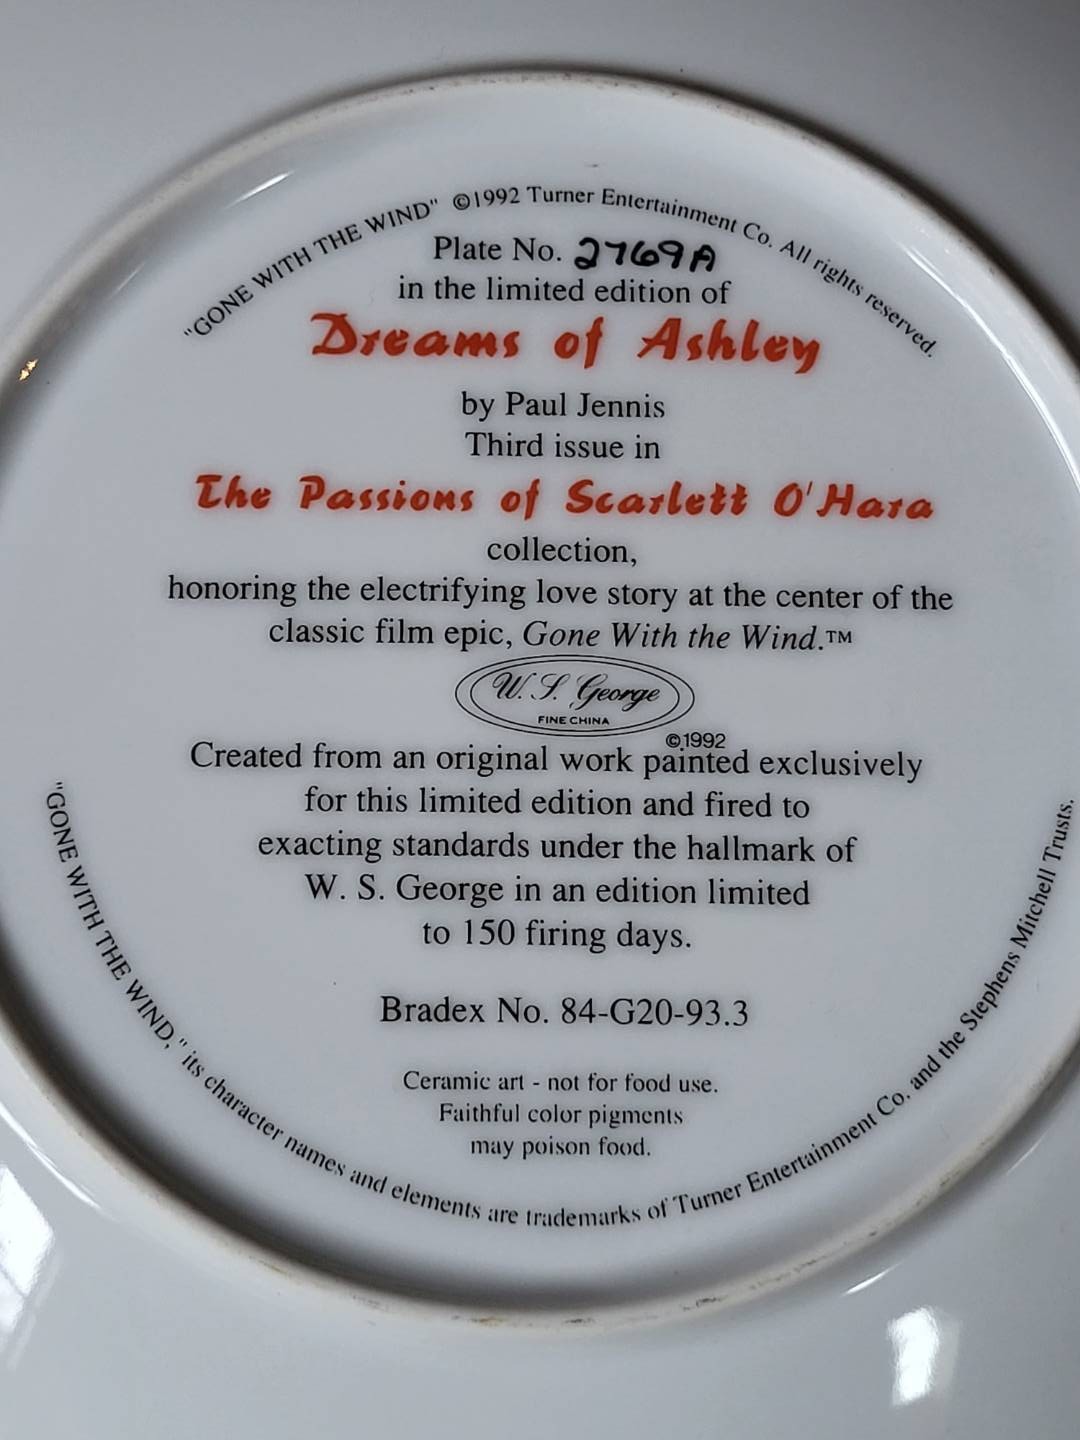 "GONE WITH THE WIND" ©1992 Turner Entertainment Co. All rights reserved.
Plate No. 2769A
in the limited edition of
Dreams of Ashley
by Paul Jennis
Third issue in
The Passions of Scarlett O'Hara
collection,
honoring the electrifying love story at the center of the
classic film epic, Gone With the Wind.™
W. S. George
FINE CHINA
©1992
Created from an original work painted exclusively
for this limited edition and fired to
exacting standards under the hallmark of
W. S. George in an edition limited
to 150 firing days.
Bradex No. 84-G20-93.3
Ceramic art - not for food use.
Faithful color pigments
may poison food.
"GONE WITH THE WIND," its character names and elements are trademarks of Turner Entertainment Co. and the Stephens Mitchell Trusts.